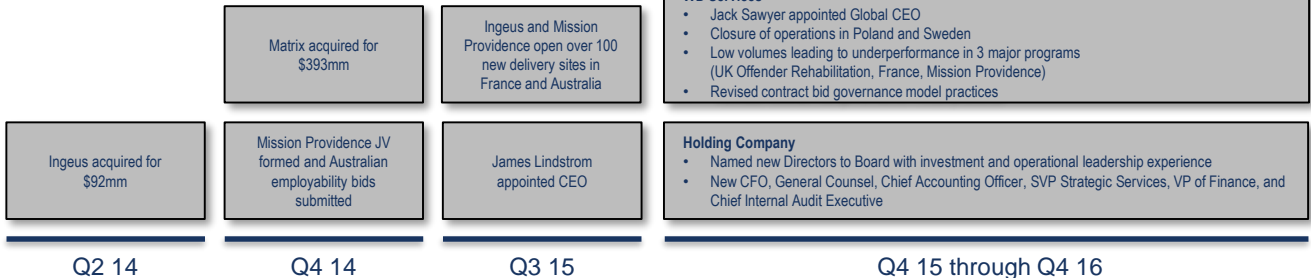 Matrix acquired for
$393mm
Ingeus and Mission
Providence open over 100
new delivery sites in
France and Australia
• Jack Sawyer appointed Global CEO
• Closure of operations in Poland and Sweden
• Low volumes leading to underperformance in 3 major programs
(UK Offender Rehabilitation, France, Mission Providence)
• Revised contract bid governance model practices
Ingeus acquired for
$92mm
Mission Providence JV
formed and Australian
employability bids
submitted
James Lindstrom
appointed CEO
Holding Company
• Named new Directors to Board with investment and operational leadership experience
• New CFO, General Counsel, Chief Accounting Officer, SVP Strategic Services, VP of Finance, and
Chief Internal Audit Executive
Q2 14
Q4 14
Q3 15
Q4 15 through Q4 16